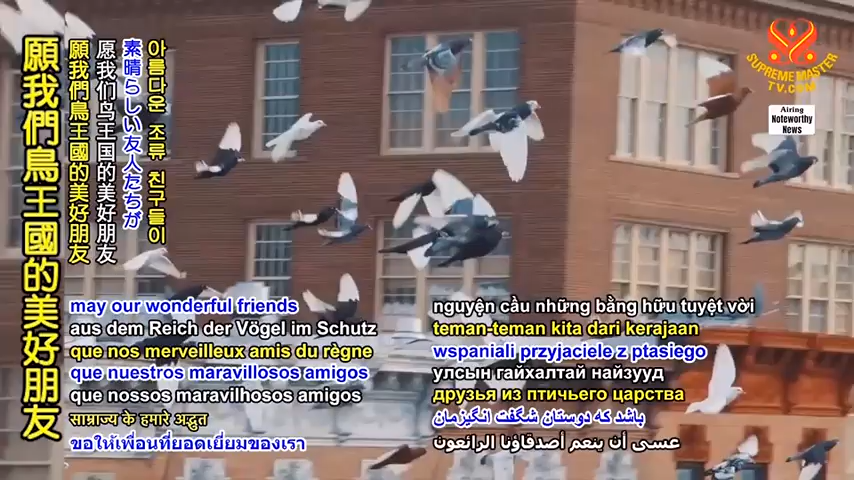 願我們鳥王國的美好朋友
願我們鳥王國的美好朋友
愿我们鸟王国的美好朋友
素晴らしい友人たちが
아름다운 조류 친구들이
SUPREME MASTER
TV.COM
Airing
Noteworthy
News
may our wonderful friends
aus dem Reich der Vögel im Schutz
que nos merveilleux amis du règne
que nuestros maravillosos amigos
que nossos maravilhosos amigos
साम्राज्य के हमारे अद्भुत
ขอให้เพื่อนที่ยอดเยี่ยมของเรา
nguyện cầu những bằng hữu tuyệt vời
teman-teman kita dari kerajaan
wspaniali przyjaciele z ptasiego
улсын гайхалтай найзууд
друзья из птичьего царства
باشد که دوستان شگفت انگیزمان
عسى أن ينعم أصدقاؤنا الرائعون